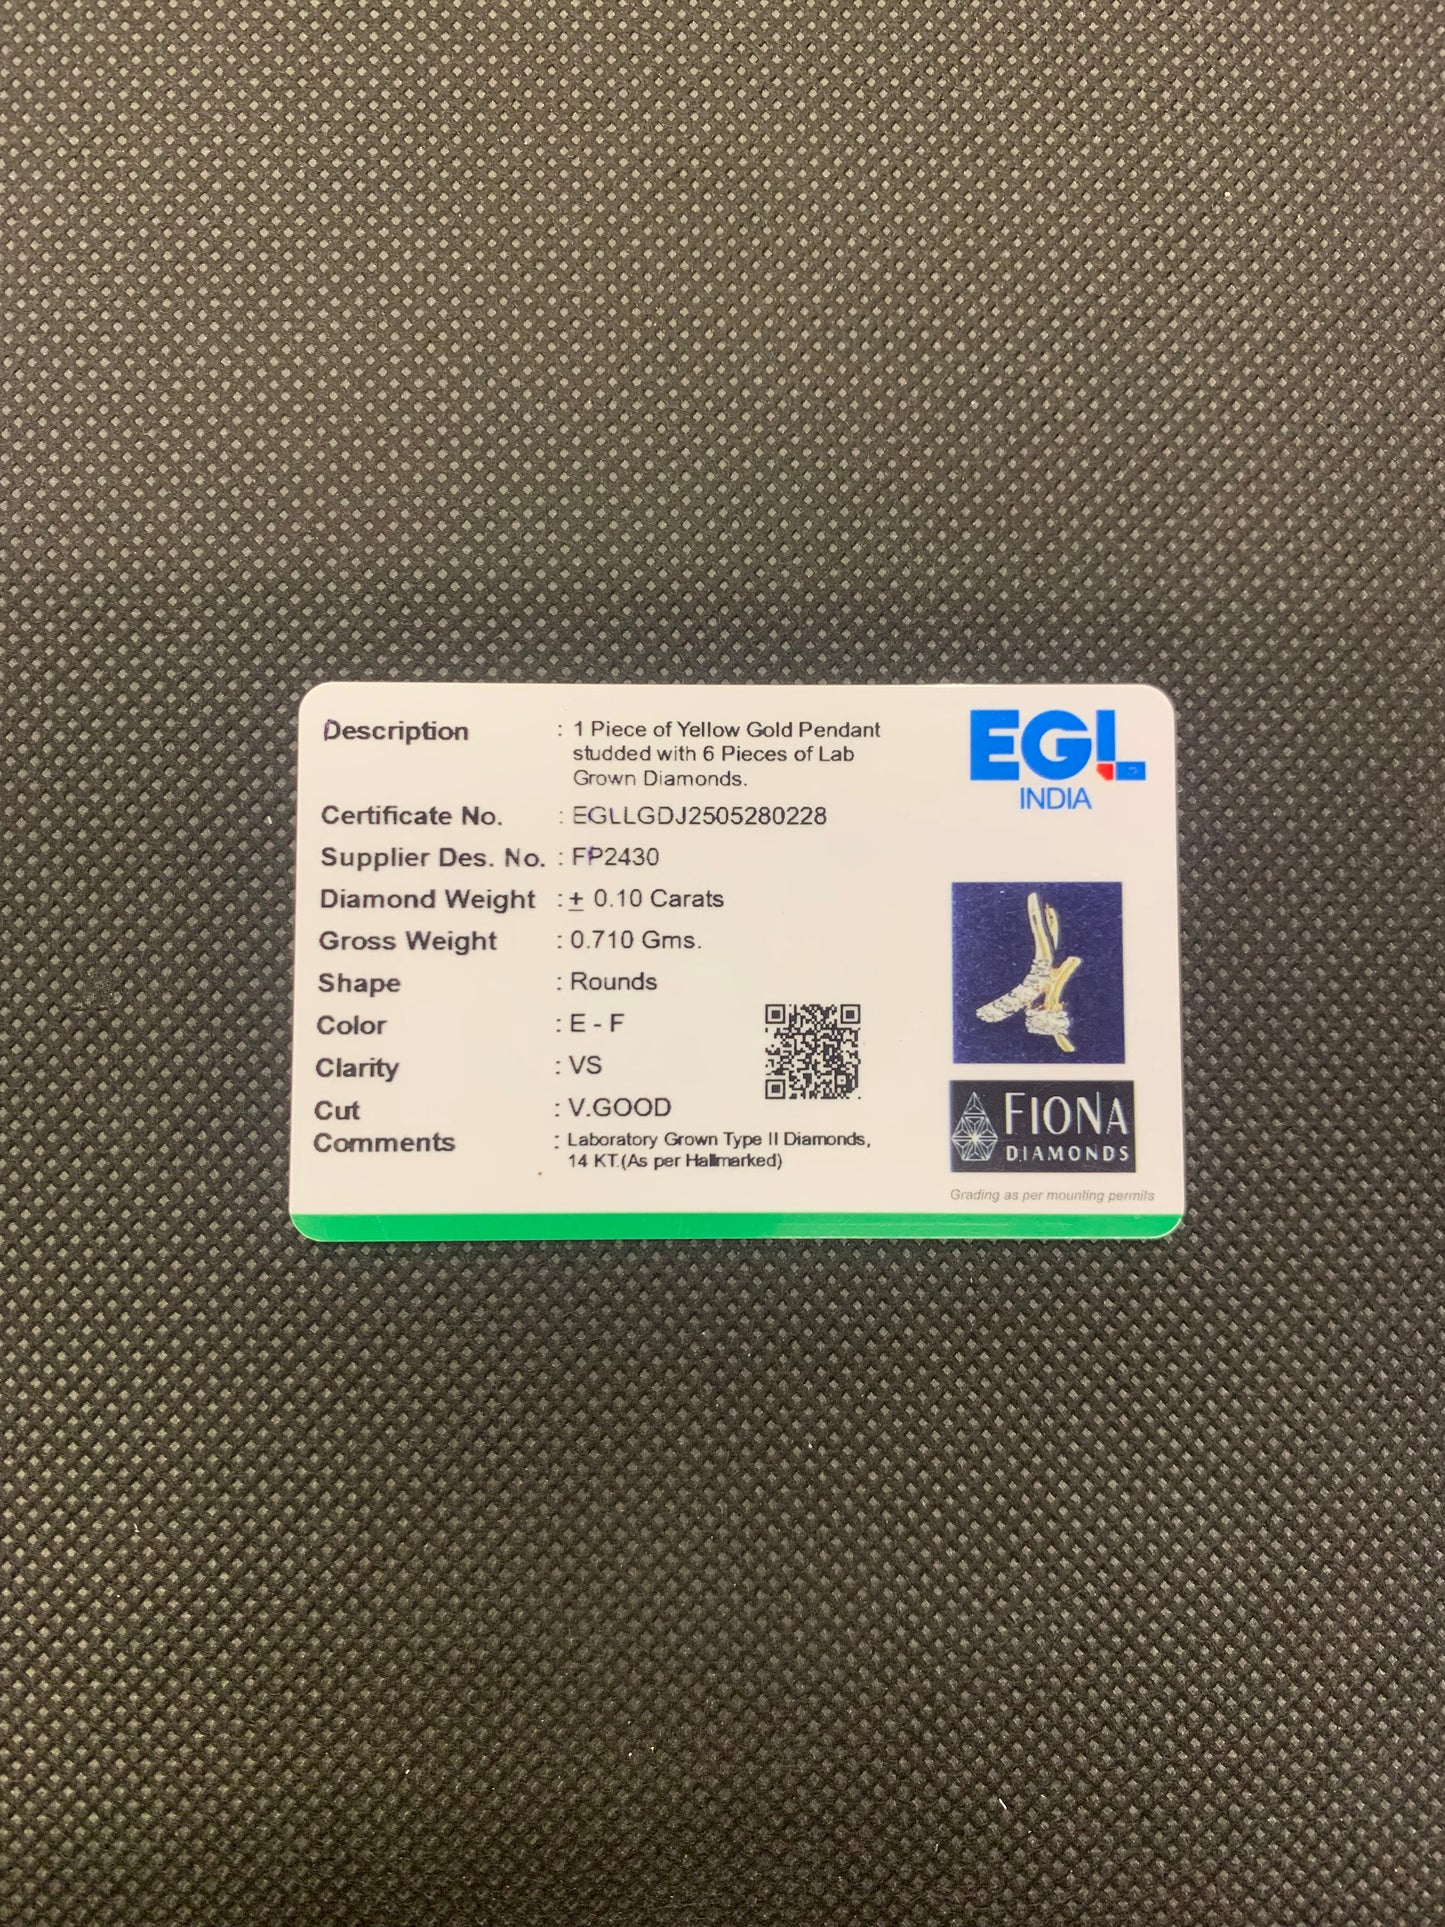 Description : 1 Piece of Yellow Gold Pendant
studded with 6 Pieces of Lab
Grown Diamonds.
Certificate No. : EGLLGDJ2505280228
Supplier Des. No. : FP2430
Diamond Weight : ± 0.10 Carats
Gross Weight : 0.710 Gms.
Shape : Rounds
Color : E - F
Clarity : VS
Cut : V.GOOD
Comments : Laboratory Grown Type II Diamonds,
14 KT.(As per Hallmarked)
EGL
INDIA
FIONA
DIAMONDS
Grading as per mounting permits